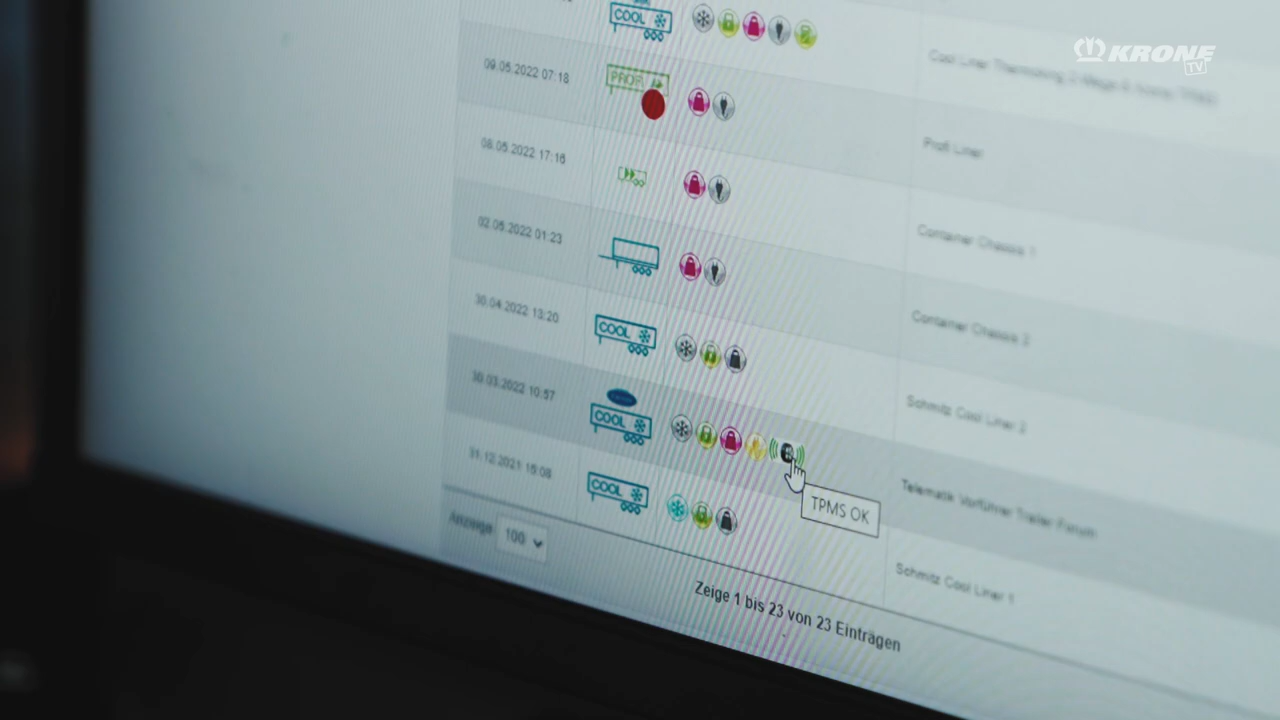 COOL
KRONE
TV
Cool Liner
09.05.2022 07:18
PROFI
Profi Liner
08.05.2022 17:16
Container Chassis 1
02.05.2022 01:23
Container Chassis 2
30.04.2022 13:20
COOL
Schmitz Cool Liner 2
30.03.2022 10:57
COOL
Telematik Vorführer Trailer Forum
TPMS OK
31.12.2021 15:08
COOL
Schmitz Cool Liner 1
Anzeige 100
Zeige 1 bis 23 von 23 Einträgen